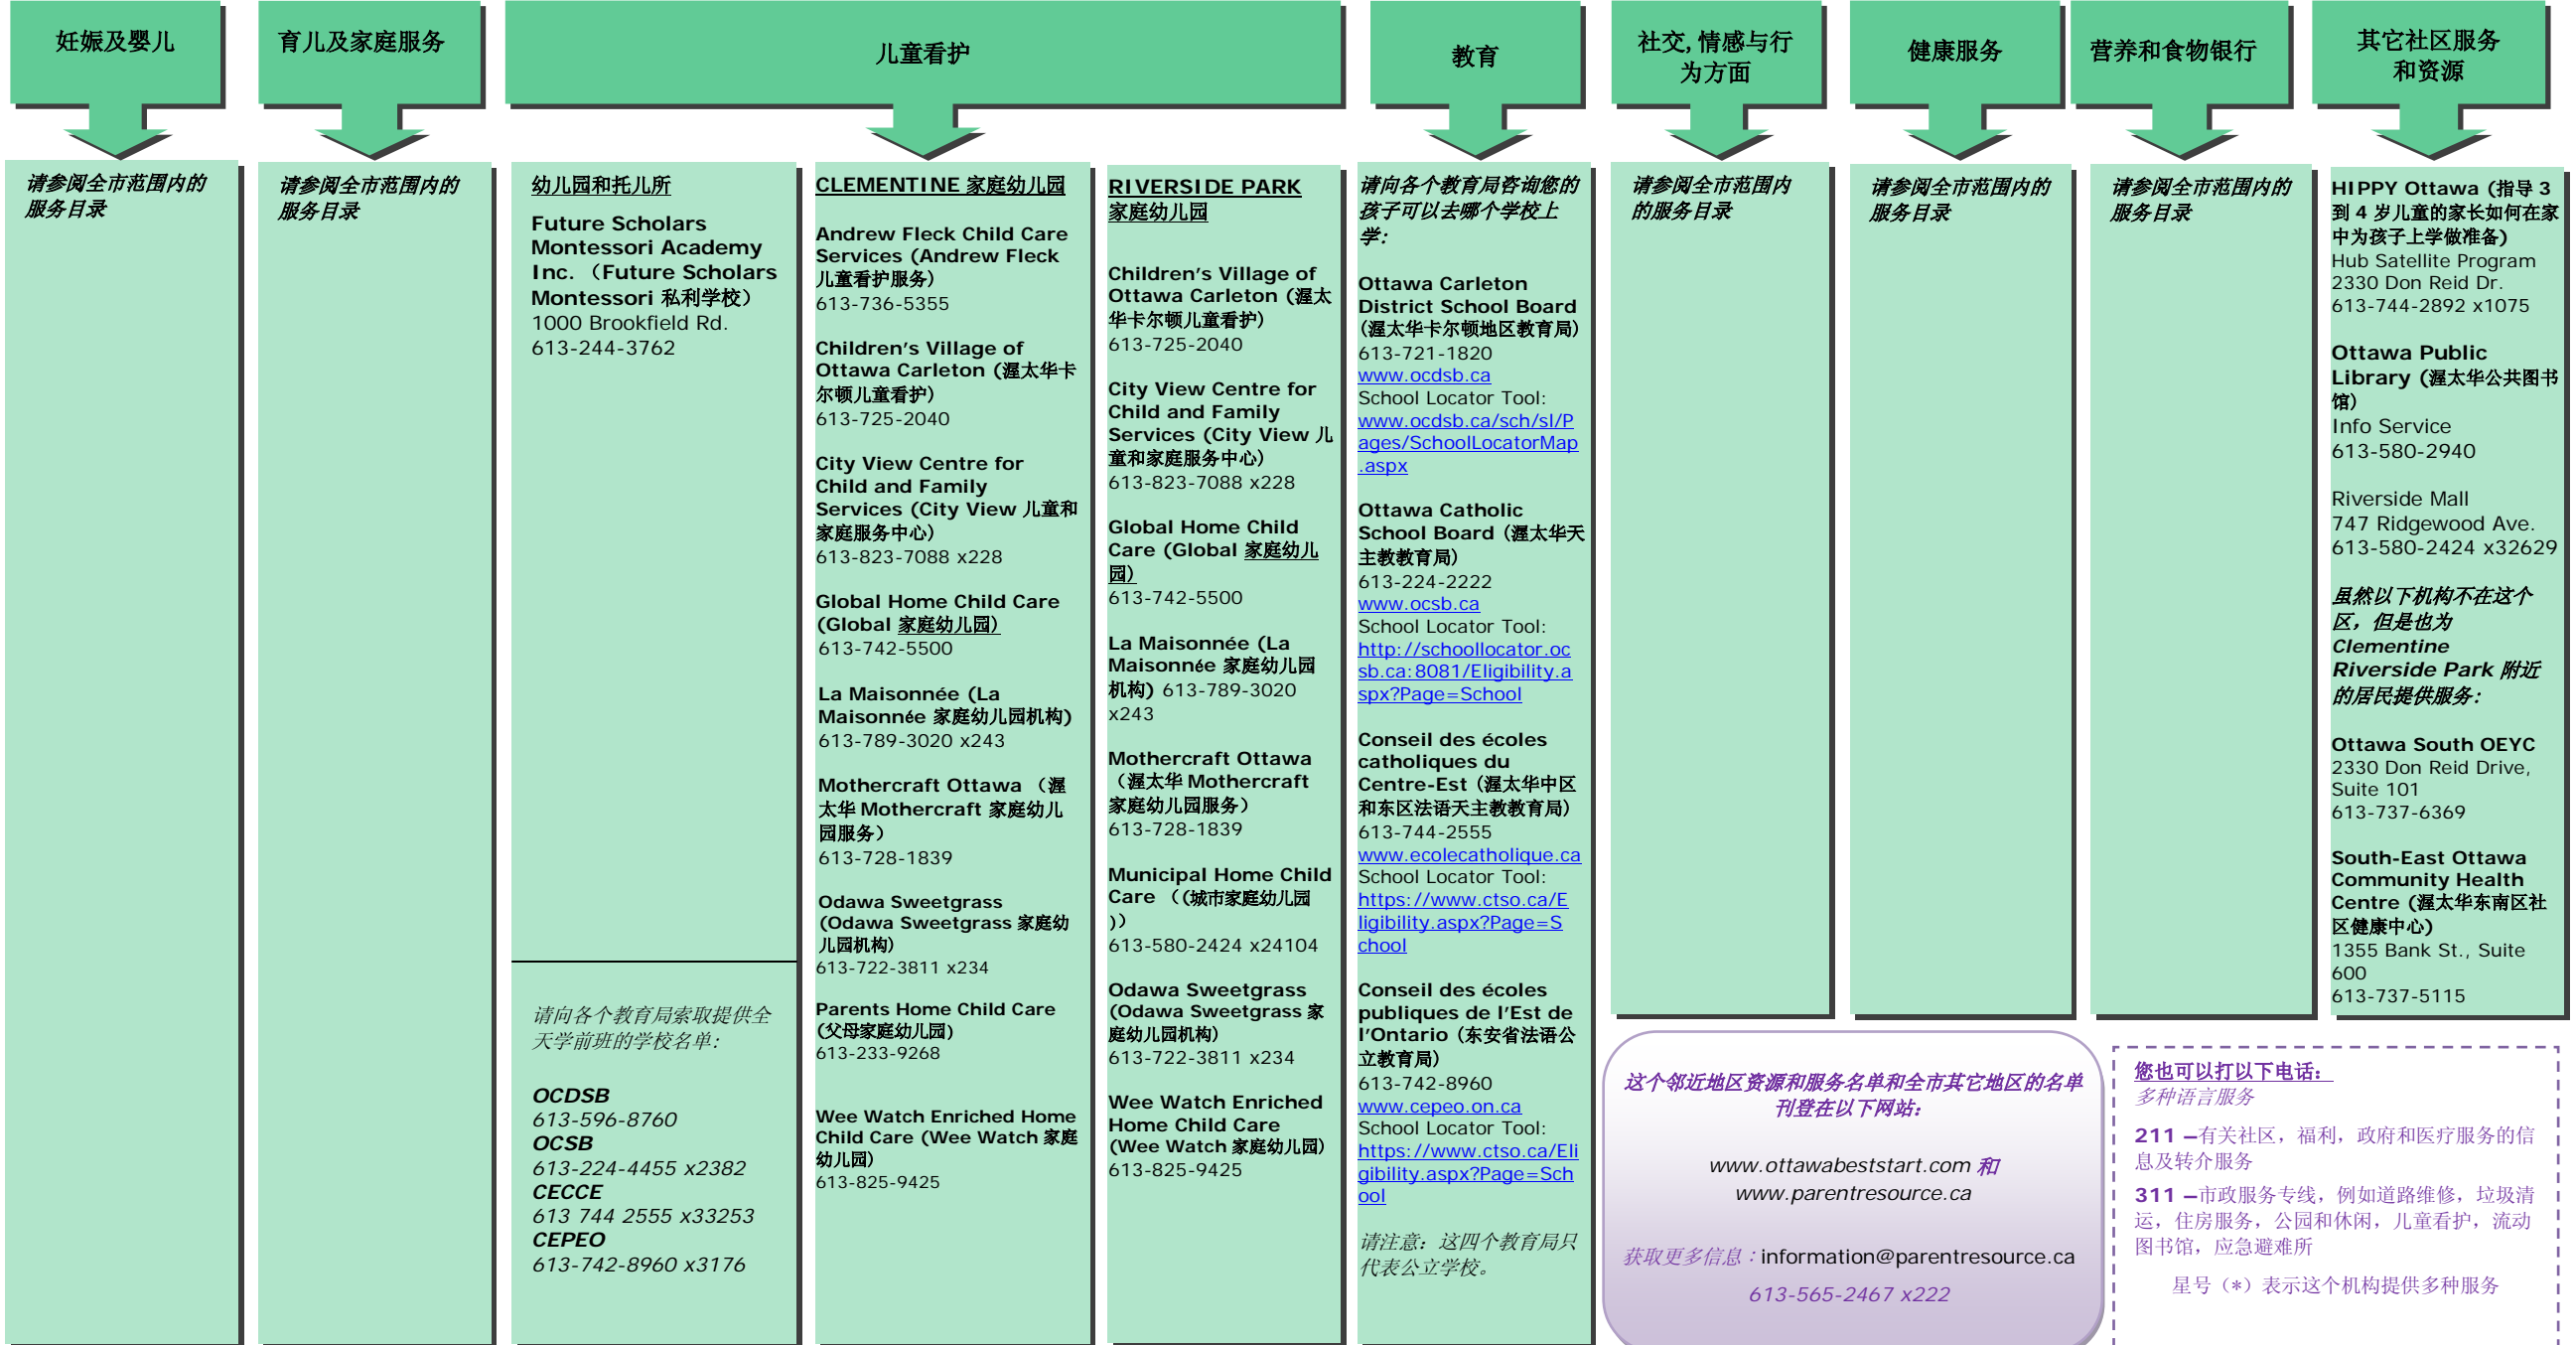 妊娠及婴儿
请参阅全市范围内的
服务目录
育儿及家庭服务
请参阅全市范围内的
服务目录
儿童看护
幼儿园和托儿所
Future Scholars
Montessori Academy
Inc. （Future Scholars
Montessori 私利学校）
1000 Brookfield Rd.
613-244-3762
请向各个教育局索取提供全
天学前班的学校名单:
OCDSB
613-596-8760
OCSB
613-224-4455 x2382
CECCE
613 744 2555 x33253
CEPEO
613-742-8960 x3176
CLEMENTINE 家庭幼儿园
Andrew Fleck Child Care
Services (Andrew Fleck
儿童看护服务)
613-736-5355
Children's Village of
Ottawa Carleton (渥太华卡
尔顿儿童看护)
613-725-2040
City View Centre for
Child and Family
Services (City View 儿童和
家庭服务中心)
613-823-7088 x228
Global Home Child Care
(Global 家庭幼儿园)
613-742-5500
La Maisonnée (La
Maisonnée 家庭幼儿园机构)
613-789-3020 x243
Mothercraft Ottawa （渥
太华 Mothercraft 家庭幼儿
园服务）
613-728-1839
Odawa Sweetgrass
(Odawa Sweetgrass 家庭幼
儿园机构)
613-722-3811 x234
Parents Home Child Care
(父母家庭幼儿园)
613-233-9268
Wee Watch Enriched Home
Child Care (Wee Watch 家庭
幼儿园)
613-825-9425
RIVERSIDE PARK
家庭幼儿园
Children's Village of
Ottawa Carleton (渥太
华卡尔顿儿童看护)
613-725-2040
City View Centre for
Child and Family
Services (City View 儿
童和家庭服务中心)
613-823-7088 x228
Global Home Child
Care (Global 家庭幼儿
园)
613-742-5500
La Maisonnée (La
Maisonnée 家庭幼儿园
机构) 613-789-3020
x243
Mothercraft Ottawa
（渥太华 Mothercraft
家庭幼儿园服务）
613-728-1839
Municipal Home Child
Care （(城市家庭幼儿园
)）
613-580-2424 x24104
Odawa Sweetgrass
(Odawa Sweetgrass 家
庭幼儿园机构)
613-722-3811 x234
Wee Watch Enriched
Home Child Care
(Wee Watch 家庭幼儿园)
613-825-9425
教育
请向各个教育局咨询您的
孩子可以去哪个学校上
学:
Ottawa Carleton
District School Board
(渥太华卡尔顿地区教育局)
613-721-1820
www.ocdsb.ca
School Locator Tool:
www.ocdsb.ca/sch/sl/P
ages/SchoolLocatorMap
.aspx
Ottawa Catholic
School Board (渥太华天
主教教育局)
613-224-2222
www.ocsb.ca
School Locator Tool:
http://schoollocator.oc
sb.ca:8081/Eligibility.a
spx?Page=School
Conseil des écoles
catholiques du
Centre-Est (渥太华中区
和东区法语天主教教育局)
613-744-2555
www.ecolecatholique.ca
School Locator Tool:
https://www.ctso.ca/E
ligibility.aspx?Page=S
chool
Conseil des écoles
publiques de l'Est de
l'Ontario (东安省法语公
立教育局)
613-742-8960
www.cepeo.on.ca
School Locator Tool:
https://www.ctso.ca/Eli
gibility.aspx?Page=Sch
ool
请注意: 这四个教育局只
代表公立学校。
社交, 情感与行
为方面
请参阅全市范围内
的服务目录
健康服务
请参阅全市范围内的
服务目录
营养和食物银行
请参阅全市范围内的
服务目录
其它社区服务
和资源
HIPPY Ottawa (指导 3
到 4 岁儿童的家长如何在家
中为孩子上学做准备)
Hub Satellite Program
2330 Don Reid Dr.
613-744-2892 x1075
Ottawa Public
Library (渥太华公共图书
馆)
Info Service
613-580-2940
Riverside Mall
747 Ridgewood Ave.
613-580-2424 x32629
虽然以下机构不在这个
区, 但是也为
Clementine
Riverside Park 附近
的居民提供服务:
Ottawa South OEYC
2330 Don Reid Drive,
Suite 101
613-737-6369
South-East Ottawa
Community Health
Centre (渥太华东南区社
区健康中心)
1355 Bank St., Suite
600
613-737-5115
这个邻近地区资源和服务名单和全市其它地区的名单
刊登在以下网站:
www.ottawabeststart.com 和
www.parentresource.ca
获取更多信息：information@parentresource.ca
613-565-2467 x222
您也可以打以下电话:
多种语言服务
211 –有关社区, 福利, 政府和医疗服务的信
息及转介服务
311 –市政服务专线, 例如道路维修, 垃圾清
运, 住房服务, 公园和休闲, 儿童看护, 流动
图书馆, 应急避难所
星号（*）表示这个机构提供多种服务